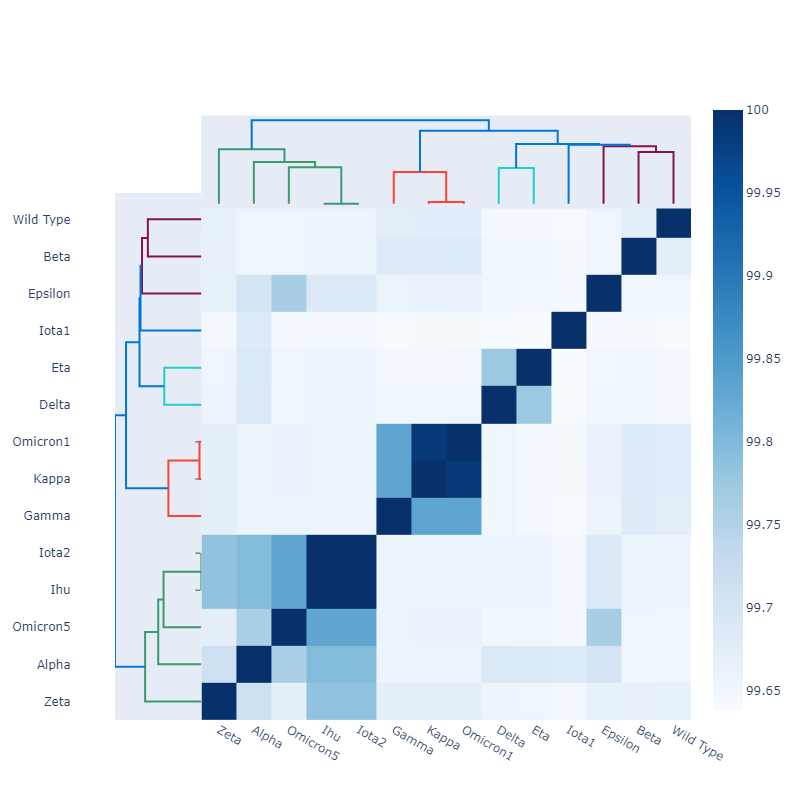 100
99.95
99.9
99.85
99.8
99.75
99.7
99.65
Wild Type
Beta
Epsilon
Iota1
Eta
Delta
Omicron1
Kappa
Gamma
Iota2
Ihu
Omicron5
Alpha
Zeta
Zeta
Alpha
Omicron5
Ihu
Iota2
Gamma
Kappa
Omicron1
Delta
Eta
Iota1
Epsilon
Beta
Wild Type